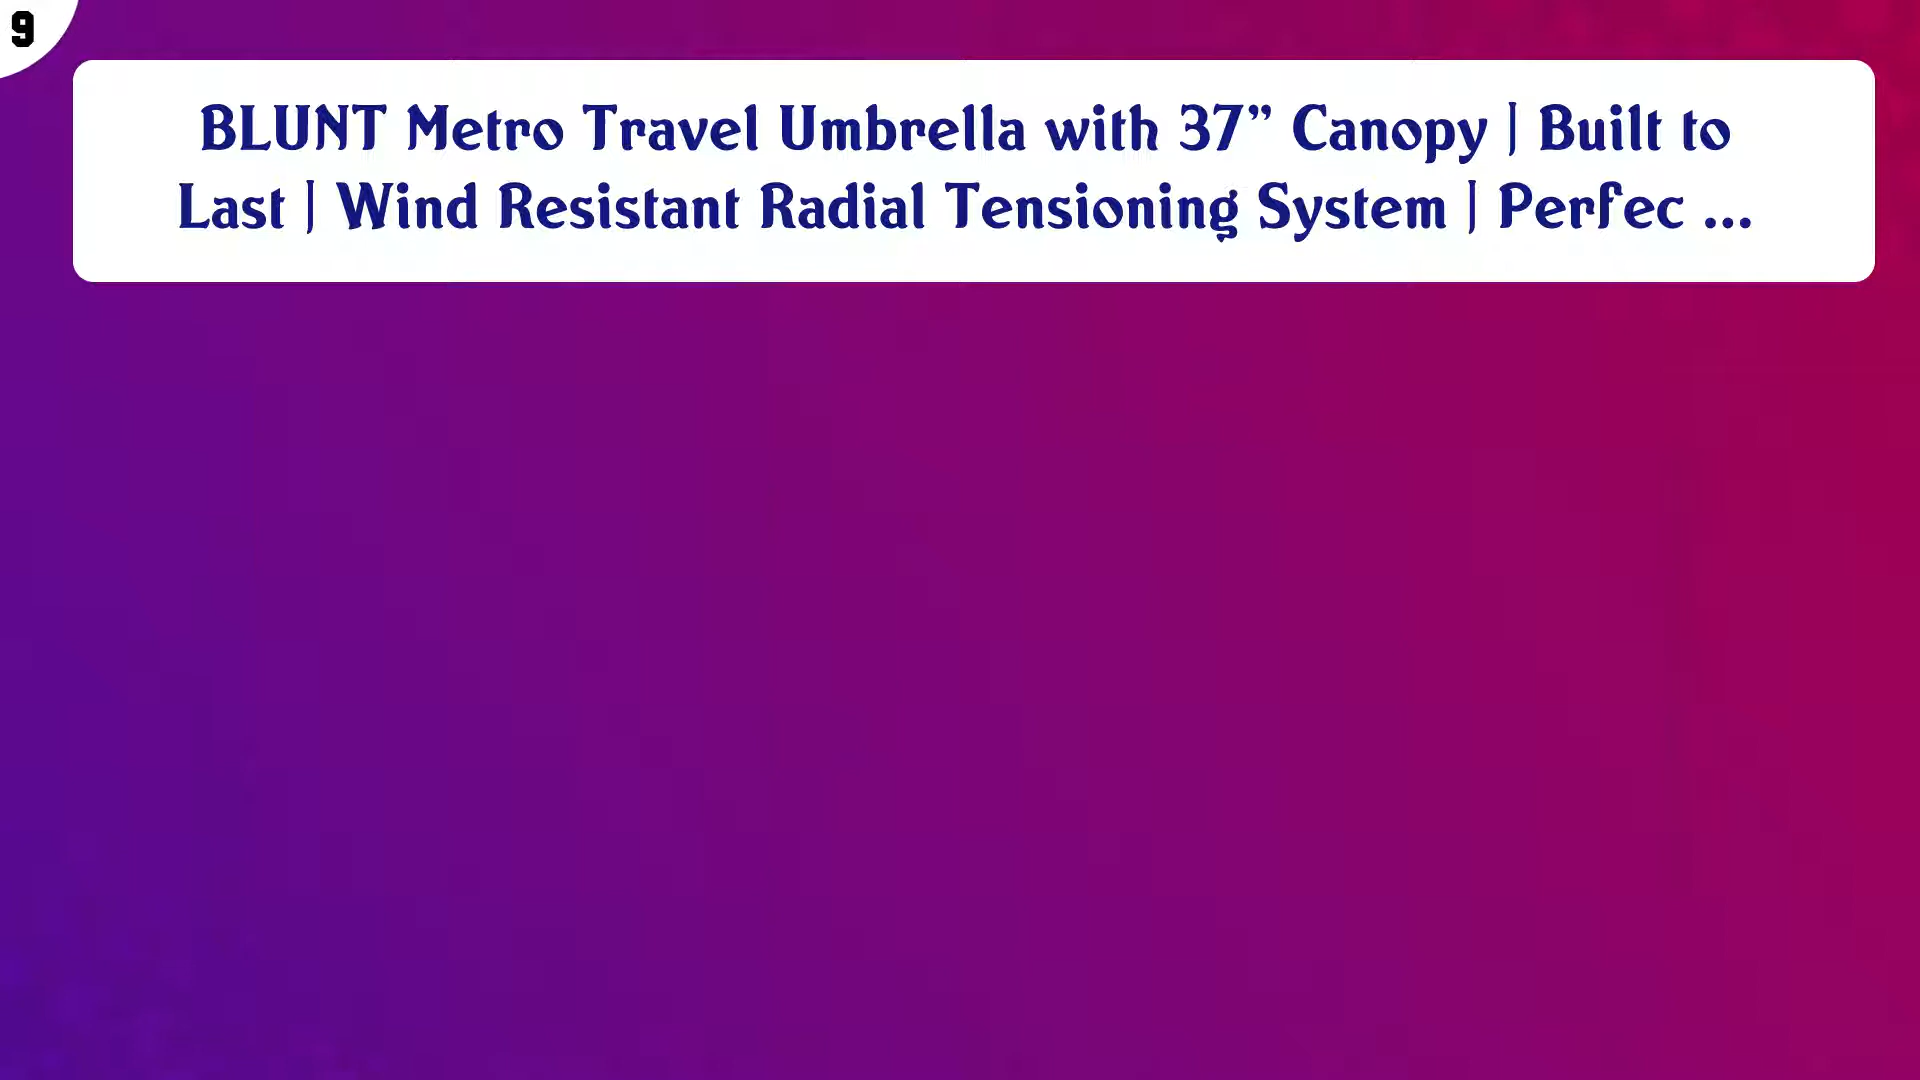 9
BLUNT Metro Travel Umbrella with 37” Canopy | Built to
Last | Wind Resistant Radial Tensioning System | Perfec ...